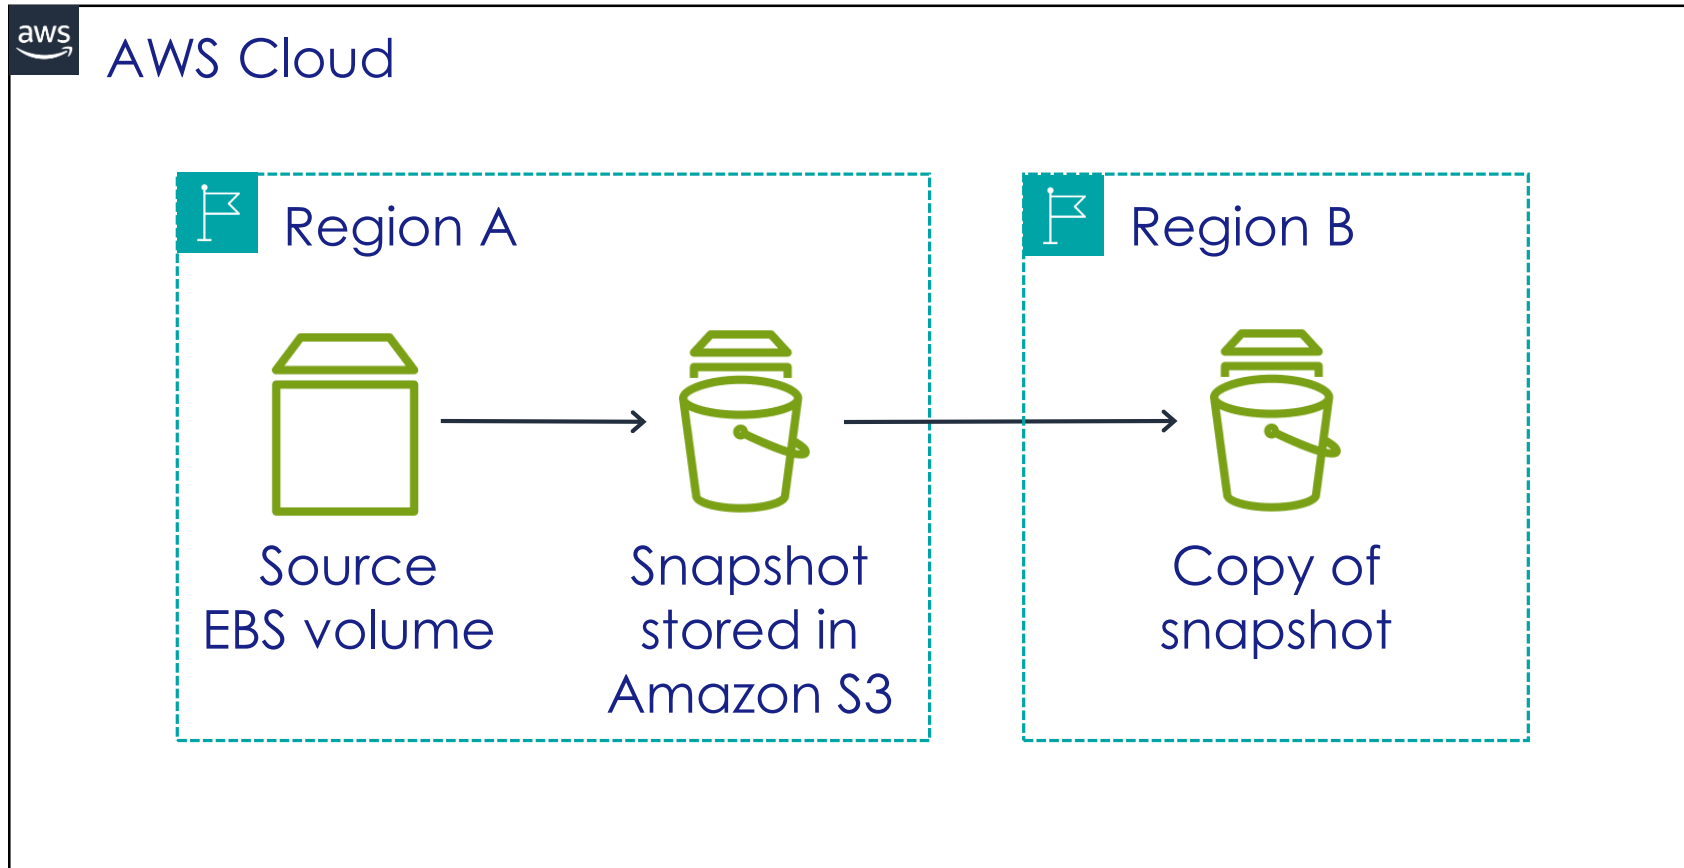 aws
AWS Cloud
Region A
Region B
Source
EBS volume
Snapshot
stored in
Amazon S3
Copy of
snapshot